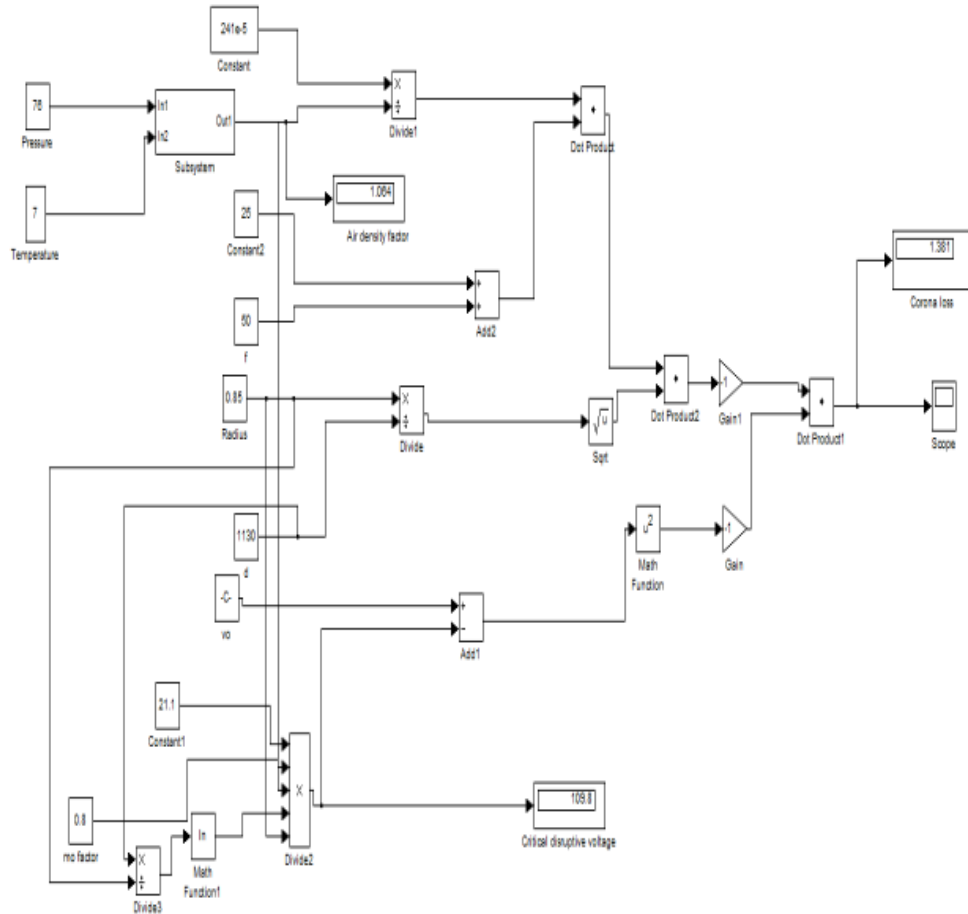 241e-5
Constant
76
Pressure
In1
In2
Out1
Subsystem
7
Temperature
X
÷
Divide1
Dot Product
1.064
Air density factor
25
Constant2
50
f
+
+
Add2
1.381
Corona loss
0.85
Radius
X
÷
Divide
√u
Sqrt
Dot Product2
-1
Gain1
Dot Product1
Scope
1130
d
-C-
vo
+
−
Add1
u²
Math
Function
-1
Gain
21.1
Constant1
0.8
mo factor
X
÷
Divide3
ln
Math
Function1
X
Divide2
109.8
Critical disruptive voltage